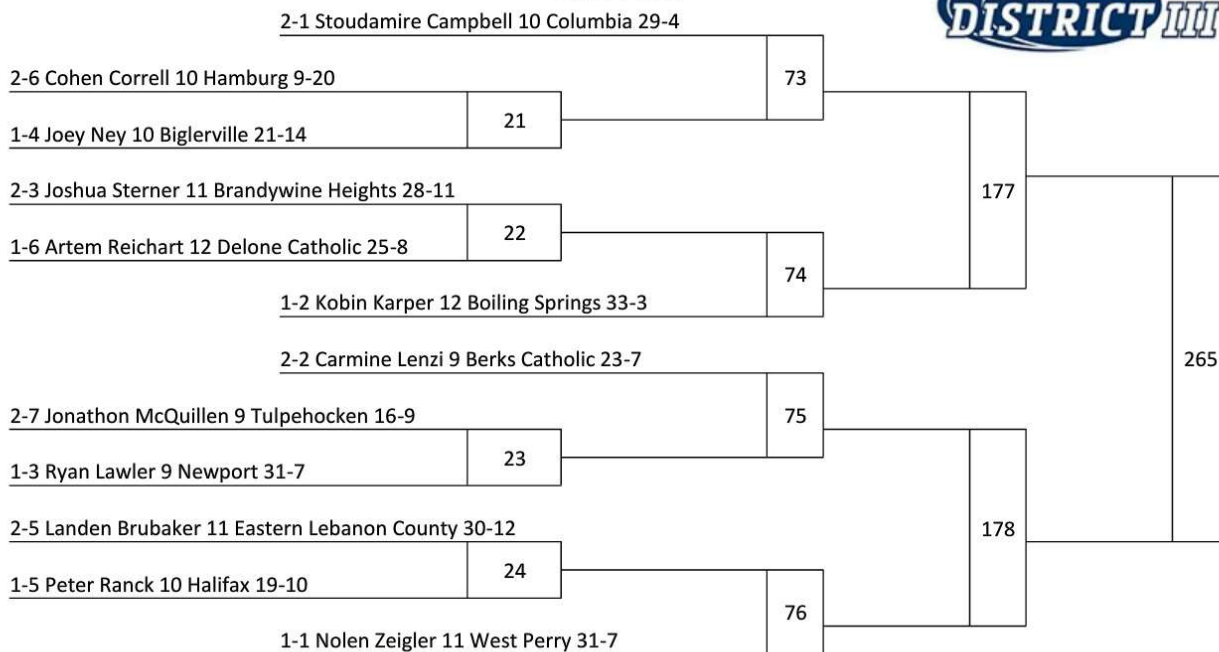 DISTRICT III
2-1 Stoudamire Campbell 10 Columbia 29-4
73
2-6 Cohen Correll 10 Hamburg 9-20
21
1-4 Joey Ney 10 Biglerville 21-14
2-3 Joshua Sterner 11 Brandywine Heights 28-11
177
22
1-6 Artem Reichart 12 Delone Catholic 25-8
74
1-2 Kobin Karper 12 Boiling Springs 33-3
2-2 Carmine Lenzi 9 Berks Catholic 23-7
265
2-7 Jonathon McQuillen 9 Tulpehocken 16-9
75
23
1-3 Ryan Lawler 9 Newport 31-7
2-5 Landen Brubaker 11 Eastern Lebanon County 30-12
178
24
1-5 Peter Ranck 10 Halifax 19-10
76
1-1 Nolen Zeigler 11 West Perry 31-7